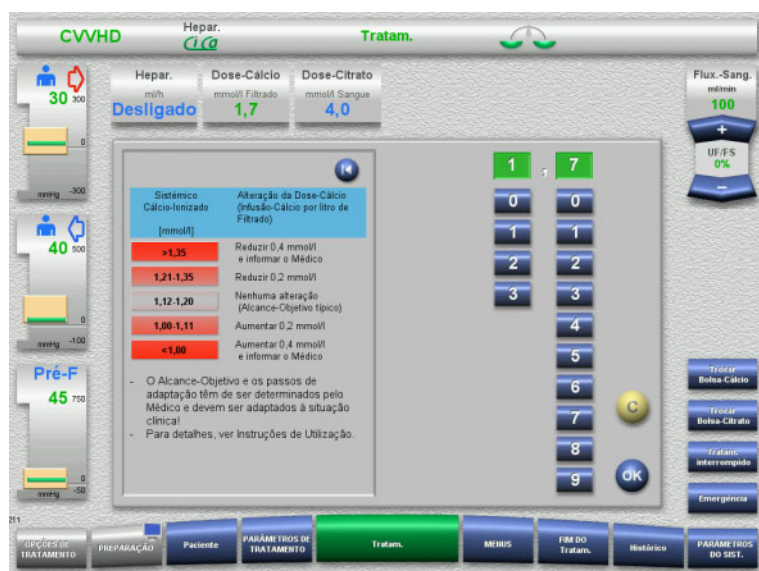 CVVHD
Hepar.
Ci Ca
Tratam.
30 300
0
mmHg -300
40 500
0
mmHg -100
Pré-F
45 750
0
mmHg -50
Hepar.
ml/h
Desligado
Dose-Cálcio
mmol/l Filtrado
1,7
Dose-Citrato
mmol/l Sangue
4,0
Flux.-Sang.
ml/min
100
+
UF/FS
0%
−
Sistémico
Cálcio-Ionizado
[mmol/l]
Alteração da Dose-Cálcio
(Infusão-Cálcio por litro de
Filtrado)
>1,35
Reduzir 0,4 mmol/l
e informar o Médico
1,21-1,35
Reduzir 0,2 mmol/l
1,12-1,20
Nenhuma alteração
(Alcance-Objetivo típico)
1,00-1,11
Aumentar 0,2 mmol/l
<1,00
Aumentar 0,4 mmol/l
e informar o Médico
- O Alcance-Objetivo e os passos de
adaptação têm de ser determinados pelo
Médico e devem ser adaptados à situação
clínica!
- Para detalhes, ver Instruções de Utilização.
1 , 7
0 0
1 1
2 2
3 3
4
5
6
7
8
9
C
OK
Trocar
Bolsa-Cálcio
Trocar
Bolsa-Citrato
Tratam.
interrompido
Emergência
211
OPÇÕES DE
TRATAMENTO
PREPARAÇÃO
Paciente
PARÂMETROS DE
TRATAMENTO
Tratam.
MENUS
FIM DO
Tratam.
Histórico
PARÂMETROS
DO SIST.